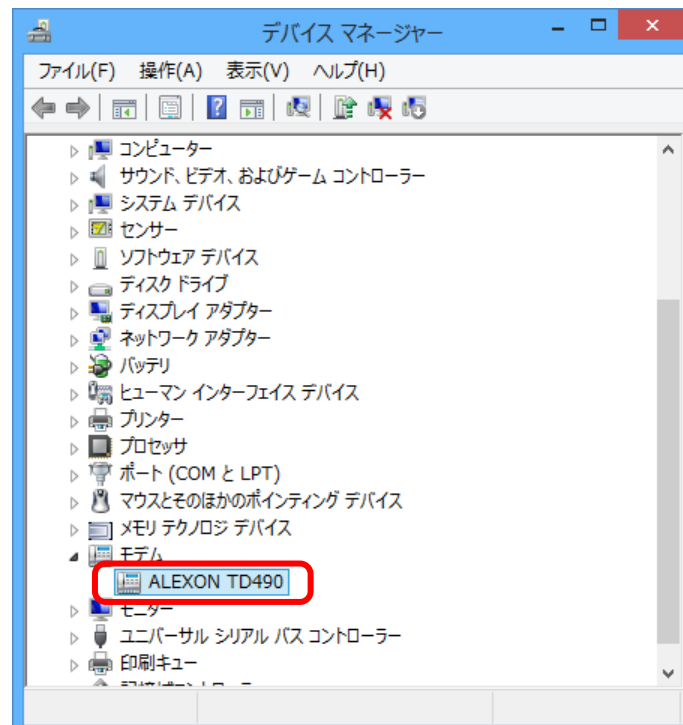 デバイス マネージャー
ファイル(F) 操作(A) 表示(V) ヘルプ(H)
コンピューター
サウンド、ビデオ、およびゲーム コントローラー
システム デバイス
センサー
ソフトウェア デバイス
ディスク ドライブ
ディスプレイ アダプター
ネットワーク アダプター
バッテリ
ヒューマン インターフェイス デバイス
プリンター
プロセッサ
ポート (COM と LPT)
マウスとそのほかのポインティング デバイス
メモリ テクノロジ デバイス
モデム
ALEXON TD490
モニター
ユニバーサル シリアル バス コントローラー
印刷キュー